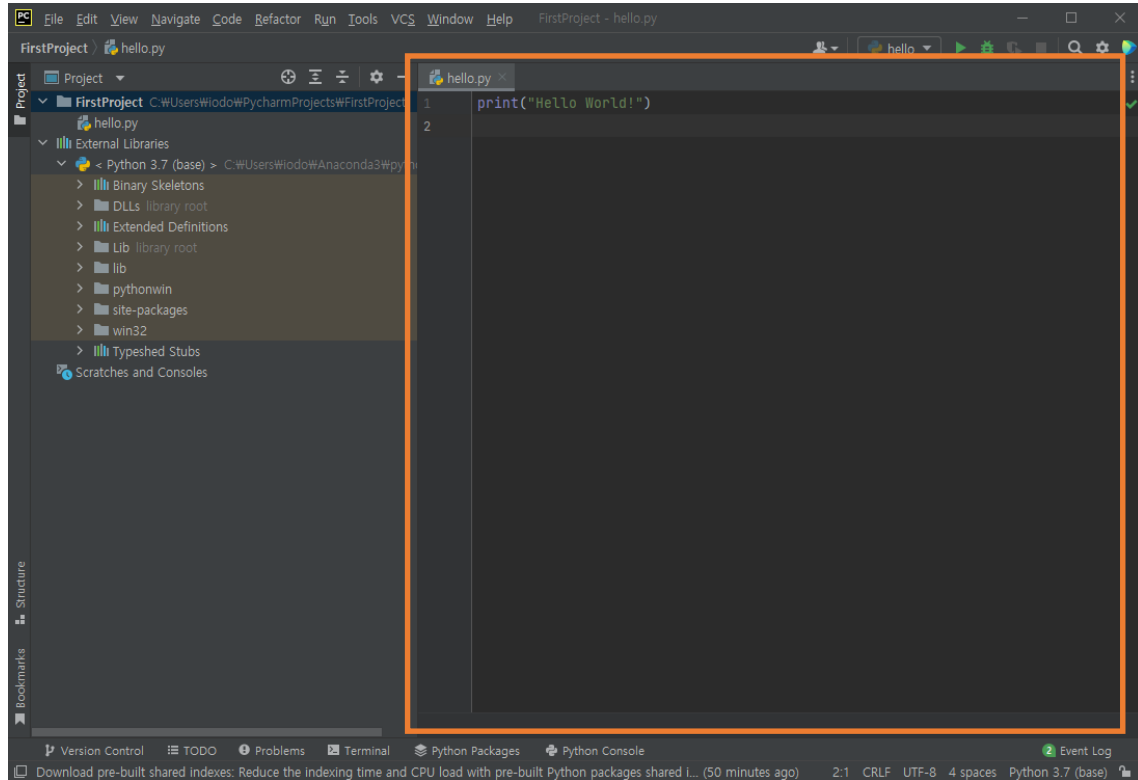 PC File Edit View Navigate Code Refactor Run Tools VCS Window Help FirstProject - hello.py
FirstProject hello.py hello
Project
hello.py
FirstProject C:₩Users₩iodo₩PycharmProjects₩FirstProject
hello.py
External Libraries
< Python 3.7 (base) > C:₩Users₩iodo₩Anaconda3₩pyth
Binary Skeletons
DLLs library root
Extended Definitions
Lib library root
lib
pythonwin
site-packages
win32
Typeshed Stubs
Scratches and Consoles
1 print("Hello World!")
2
Project
Structure
Bookmarks
Version Control TODO Problems Terminal Python Packages Python Console 2 Event Log
Download pre-built shared indexes: Reduce the indexing time and CPU load with pre-built Python packages shared i... (50 minutes ago) 2:1 CRLF UTF-8 4 spaces Python 3.7 (base)